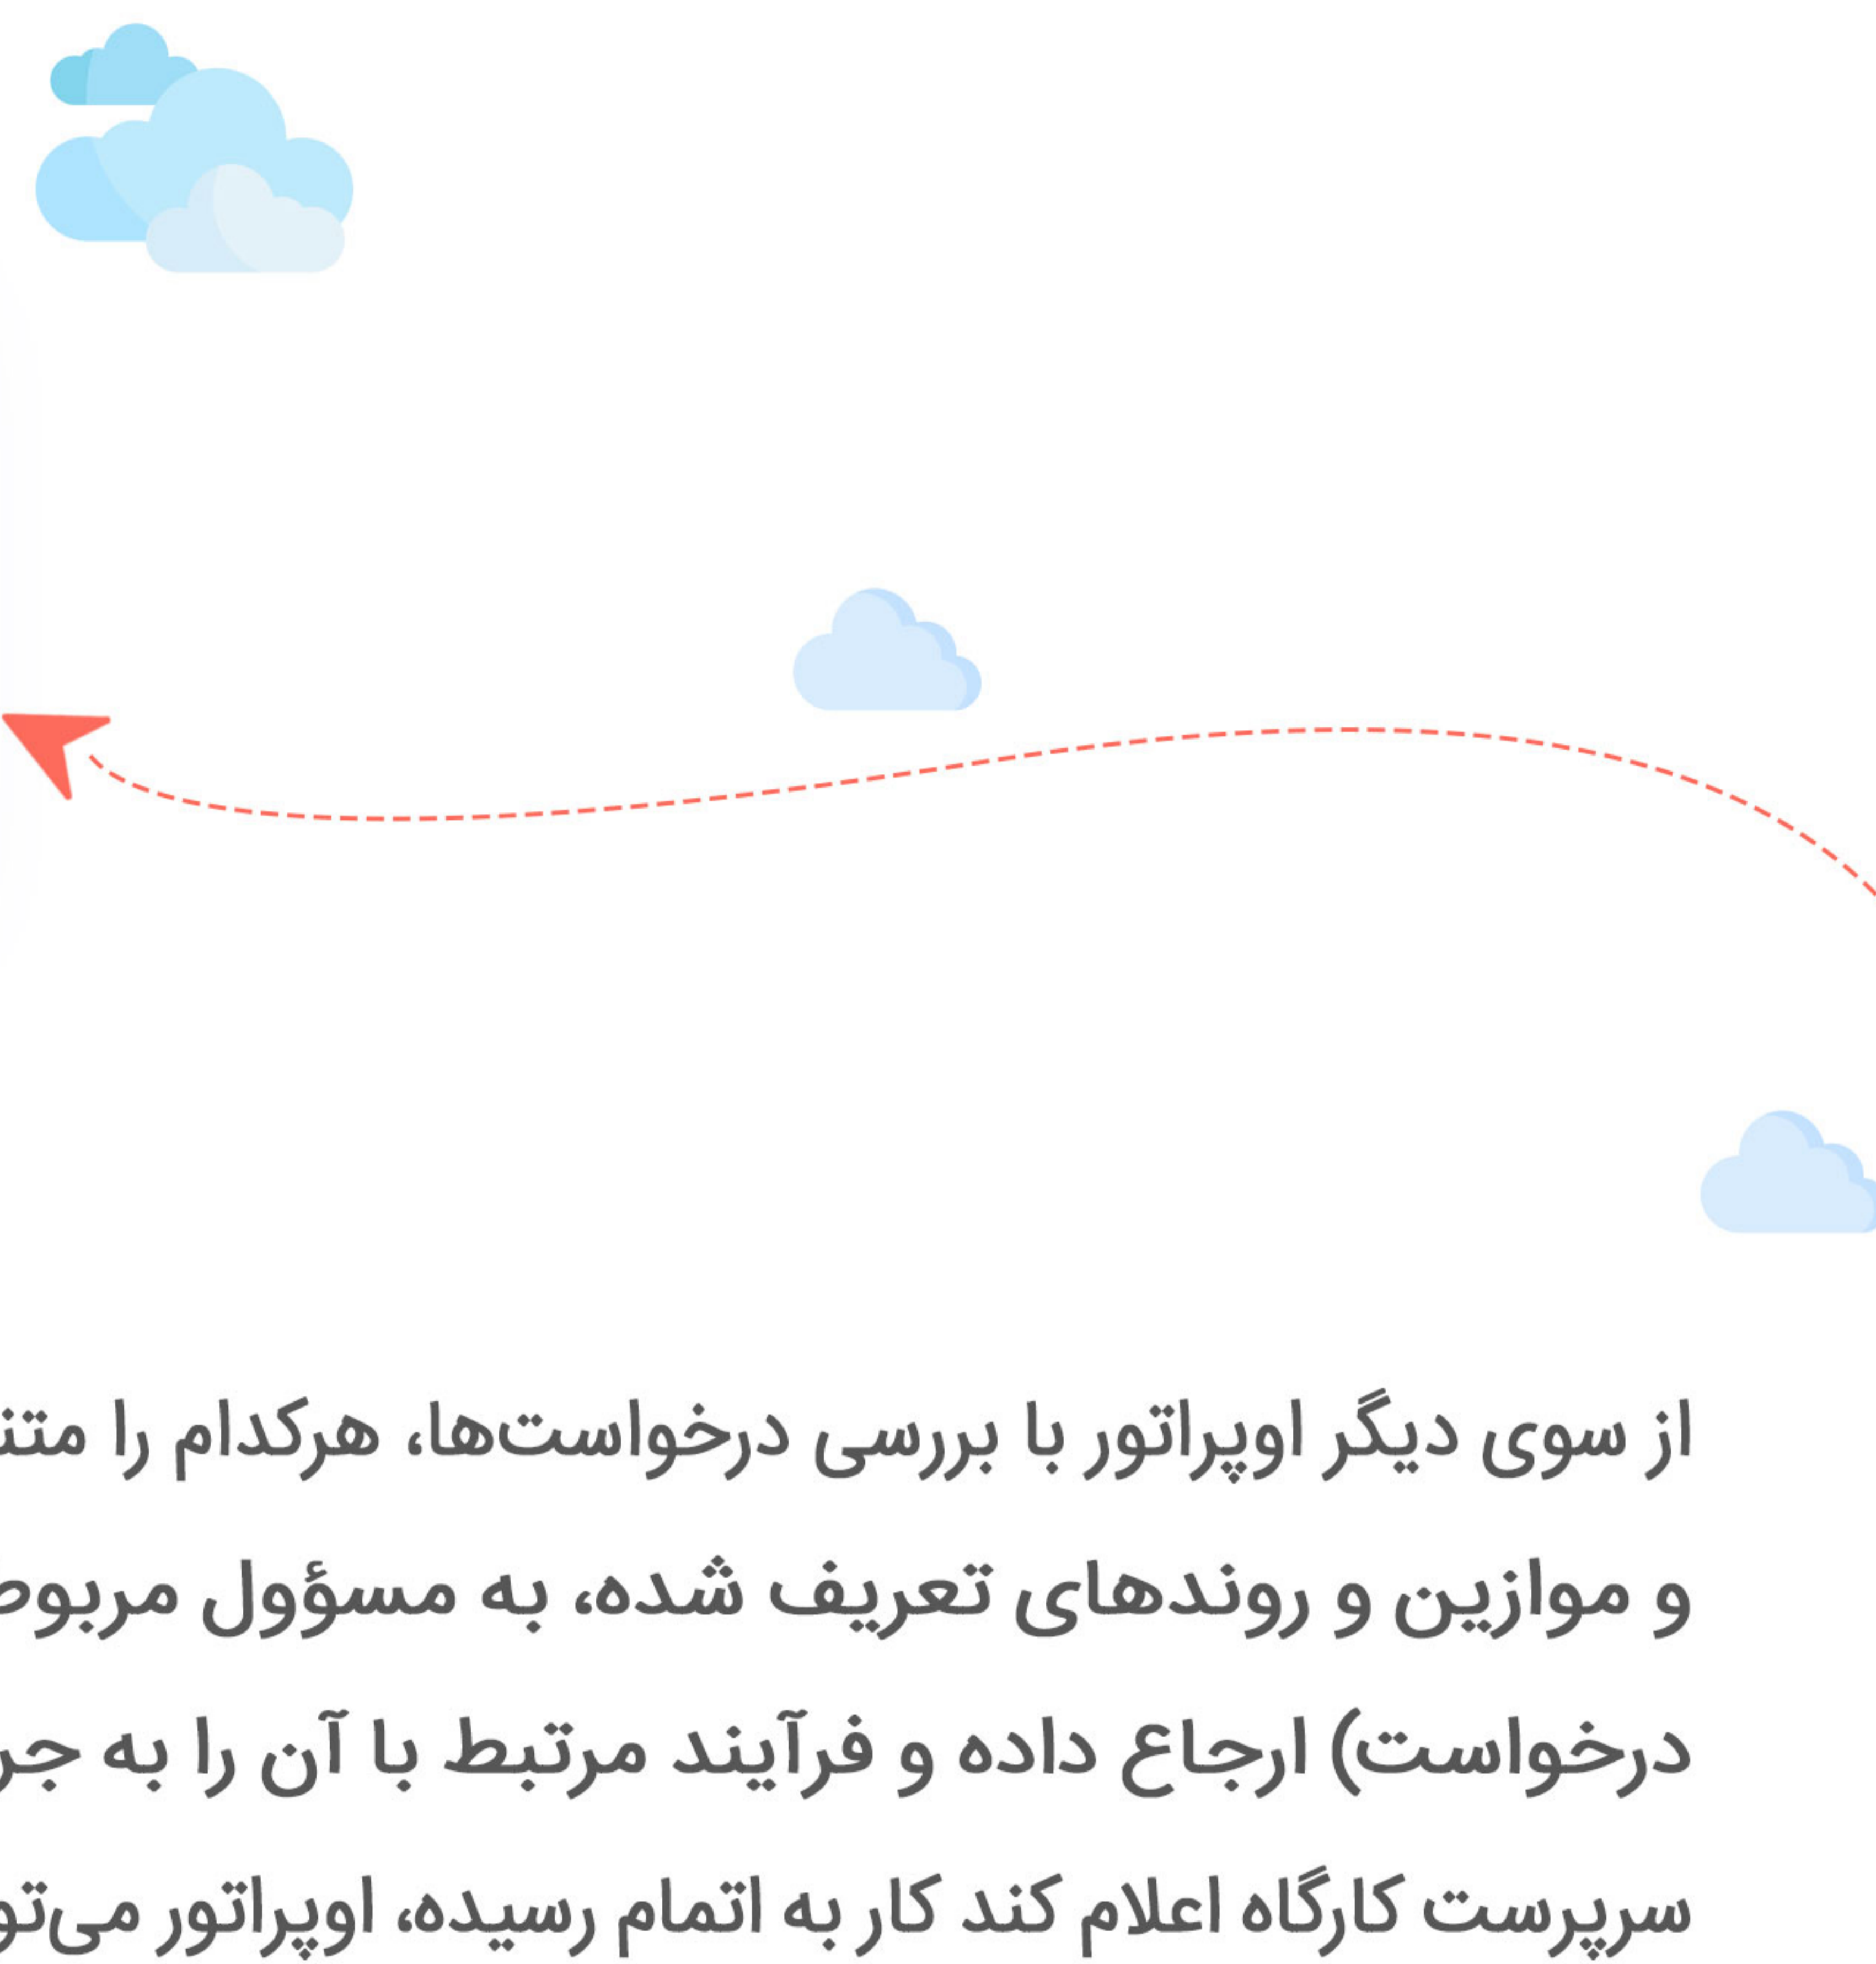 از سوی دیگر اوپراتور با بررسی درخواست‌ها، هرکدام را
و موازین و روندهای تعریف شده، به مسؤول
درخواست) ارجاع داده و فرآیند مرتبط با آن را به
سرپرست کارگاه اعلام کند کار به اتمام رسیده، اوپراتور